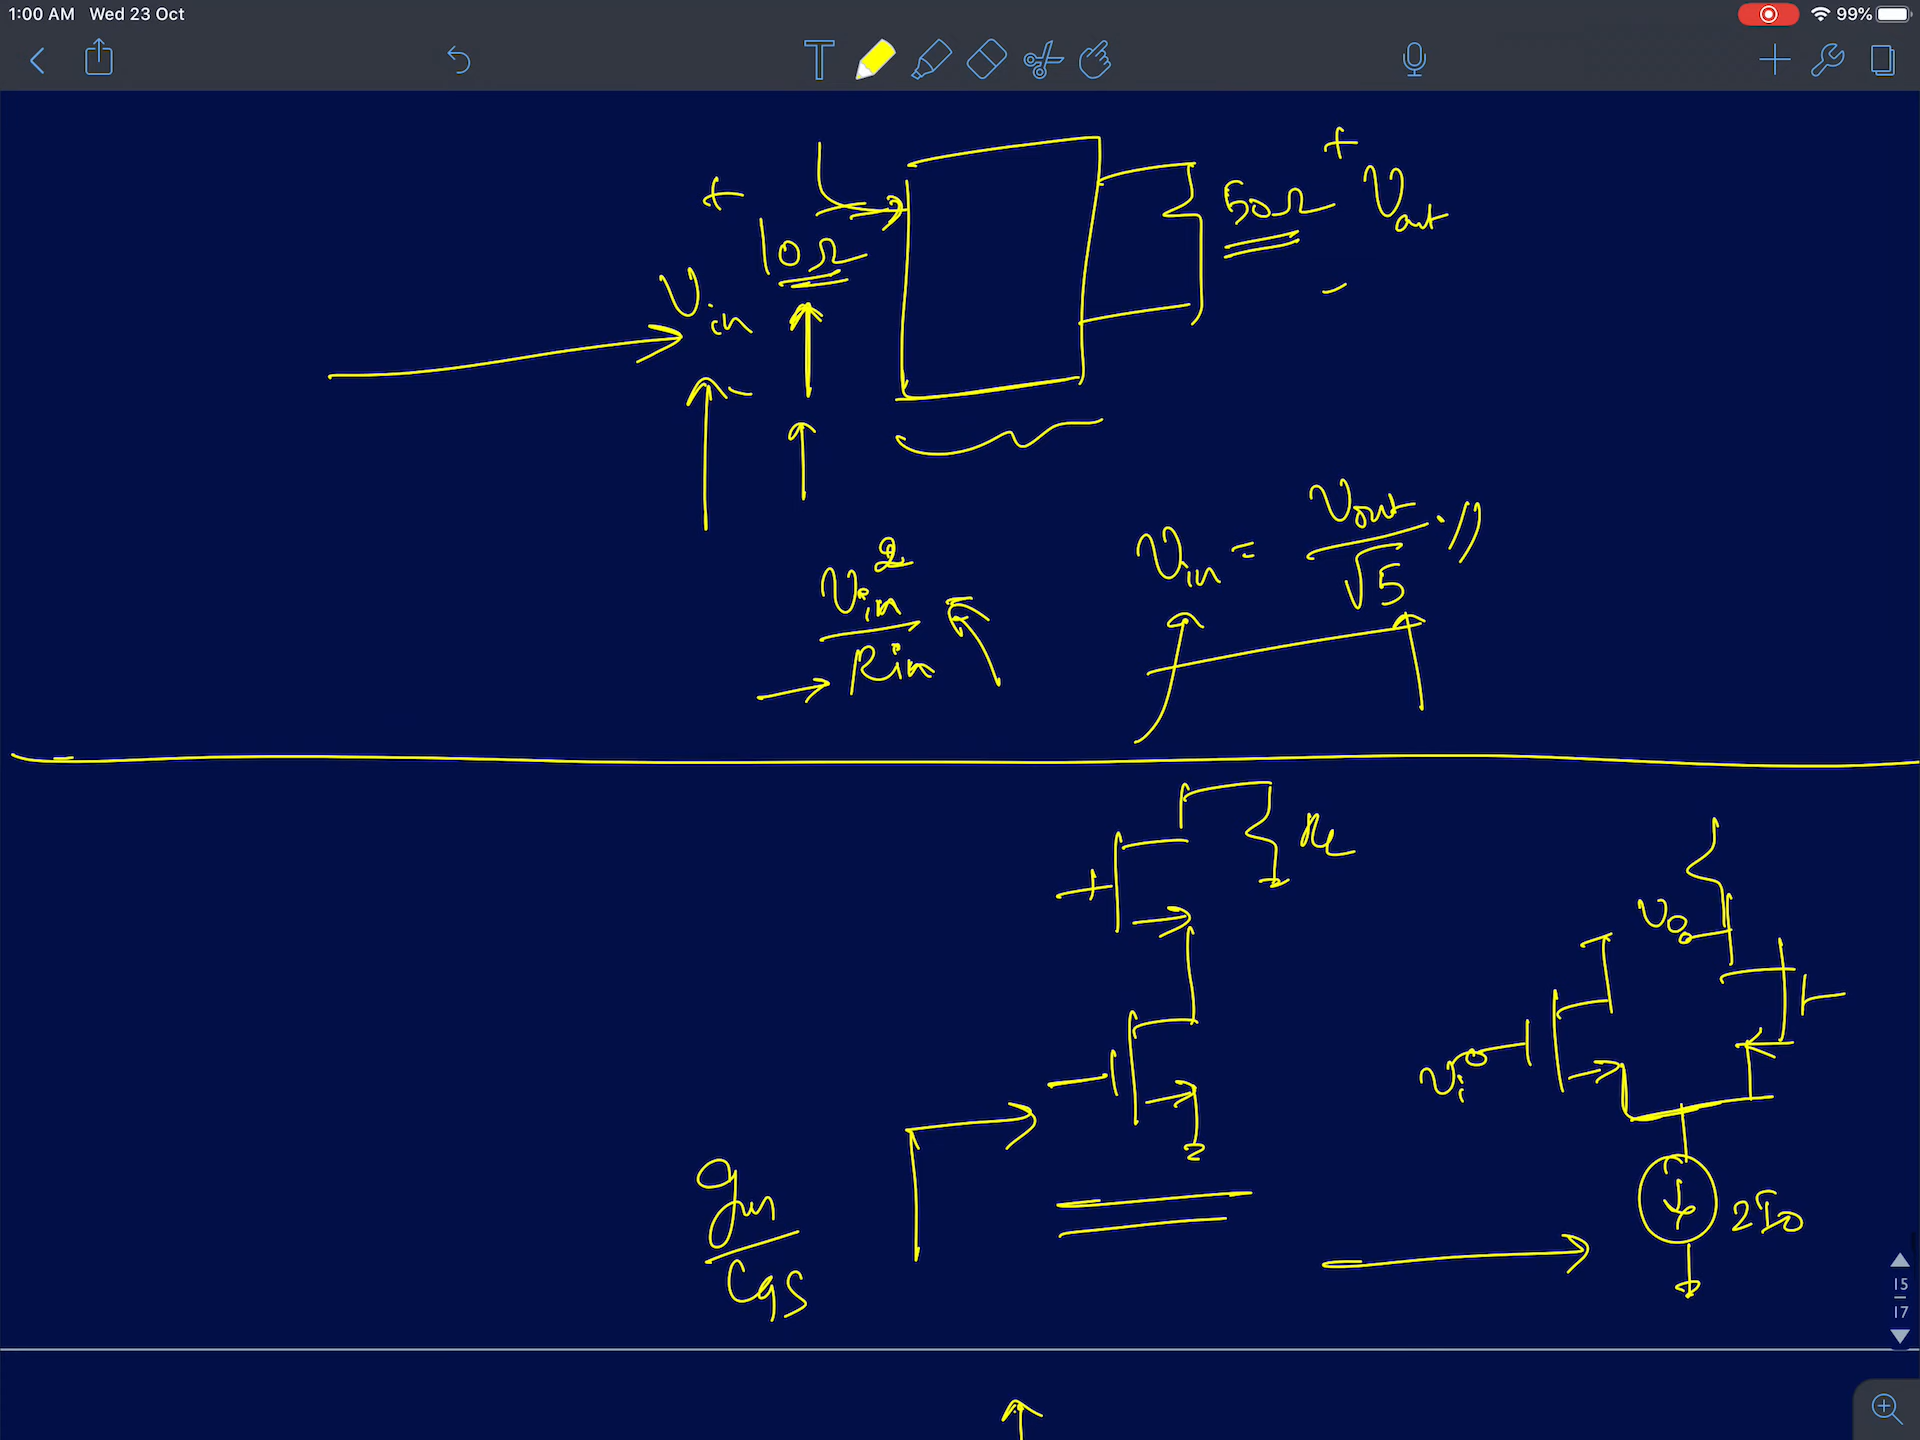 1:00 AM Wed 23 Oct
99%
+
10Ω
50Ω
+
Vout
-
Vin
-
Vin²
Rin
Vin = Vout
√5
RL
Vo
Vi
gm
Cgs
2I0
15
17